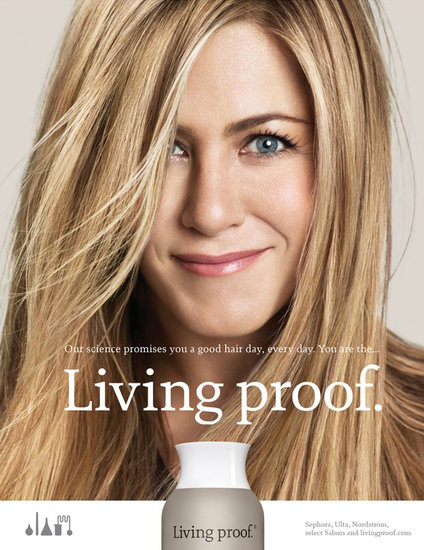 Our science promises you a good hair day, every day. You are the...
Living proof.
Living proof.®
Sephora, Ulta, Nordstrom,
select Salons and livingproof.com